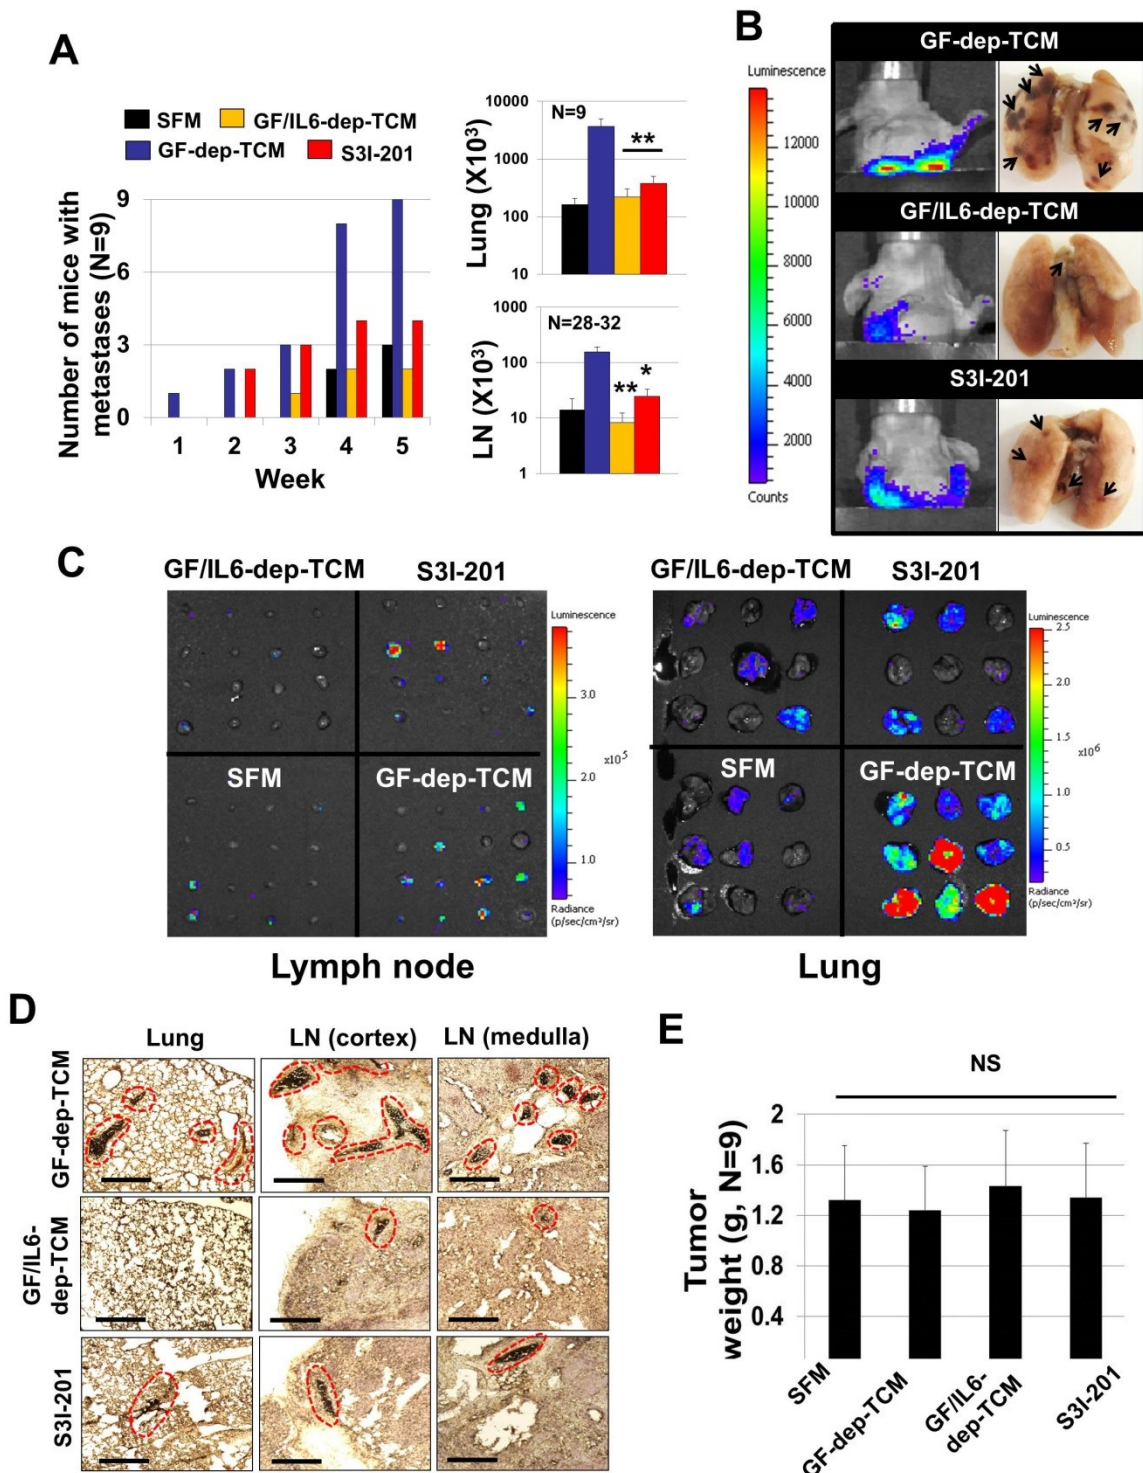 A
SFM GF/IL6-dep-TCM
GF-dep-TCM S3I-201
Number of mice with
metastases (N=9)
9
6
3
0
1 2 3 4 5
Week
Lung (X10³)
10000
1000
100
10
N=9
**
LN (X10³)
1000
100
10
1
N=28-32
**
*
B
Luminescence
12000
10000
8000
6000
4000
2000
Counts
GF-dep-TCM
GF/IL6-dep-TCM
S3I-201
C
GF/IL6-dep-TCM S3I-201
SFM GF-dep-TCM
Luminescence
3.0
2.0
x10⁵
1.0
Radiance
(p/sec/cm²/sr)
Lymph node
GF/IL6-dep-TCM S3I-201
SFM GF-dep-TCM
Luminescence
2.5
2.0
1.5
x10⁶
1.0
0.5
Radiance
(p/sec/cm²/sr)
Lung
D
Lung LN (cortex) LN (medulla)
GF-dep-TCM
GF/IL6-
dep-TCM
S3I-201
E
NS
Tumor
weight (g, N=9)
2
1.6
1.2
0.8
0.4
SFM
GF-dep-TCM
GF/IL6-
dep-TCM
S3I-201